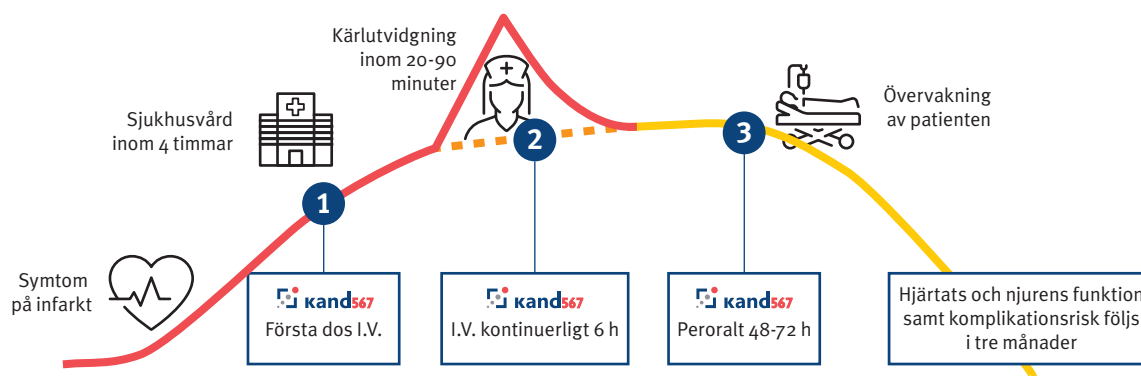 Kärlutvidgning
inom 20-90
minuter
Sjukhusvård
inom 4 timmar
Övervakning
av patienten
2
3
1
Symtom
på infarkt
Kand567
Första dos I.V.
Kand567
I.V. kontinuerligt 6 h
Kand567
Peroralt 48-72 h
Hjärtats och njurens funktion
samt komplikationsrisk följs
i tre månader